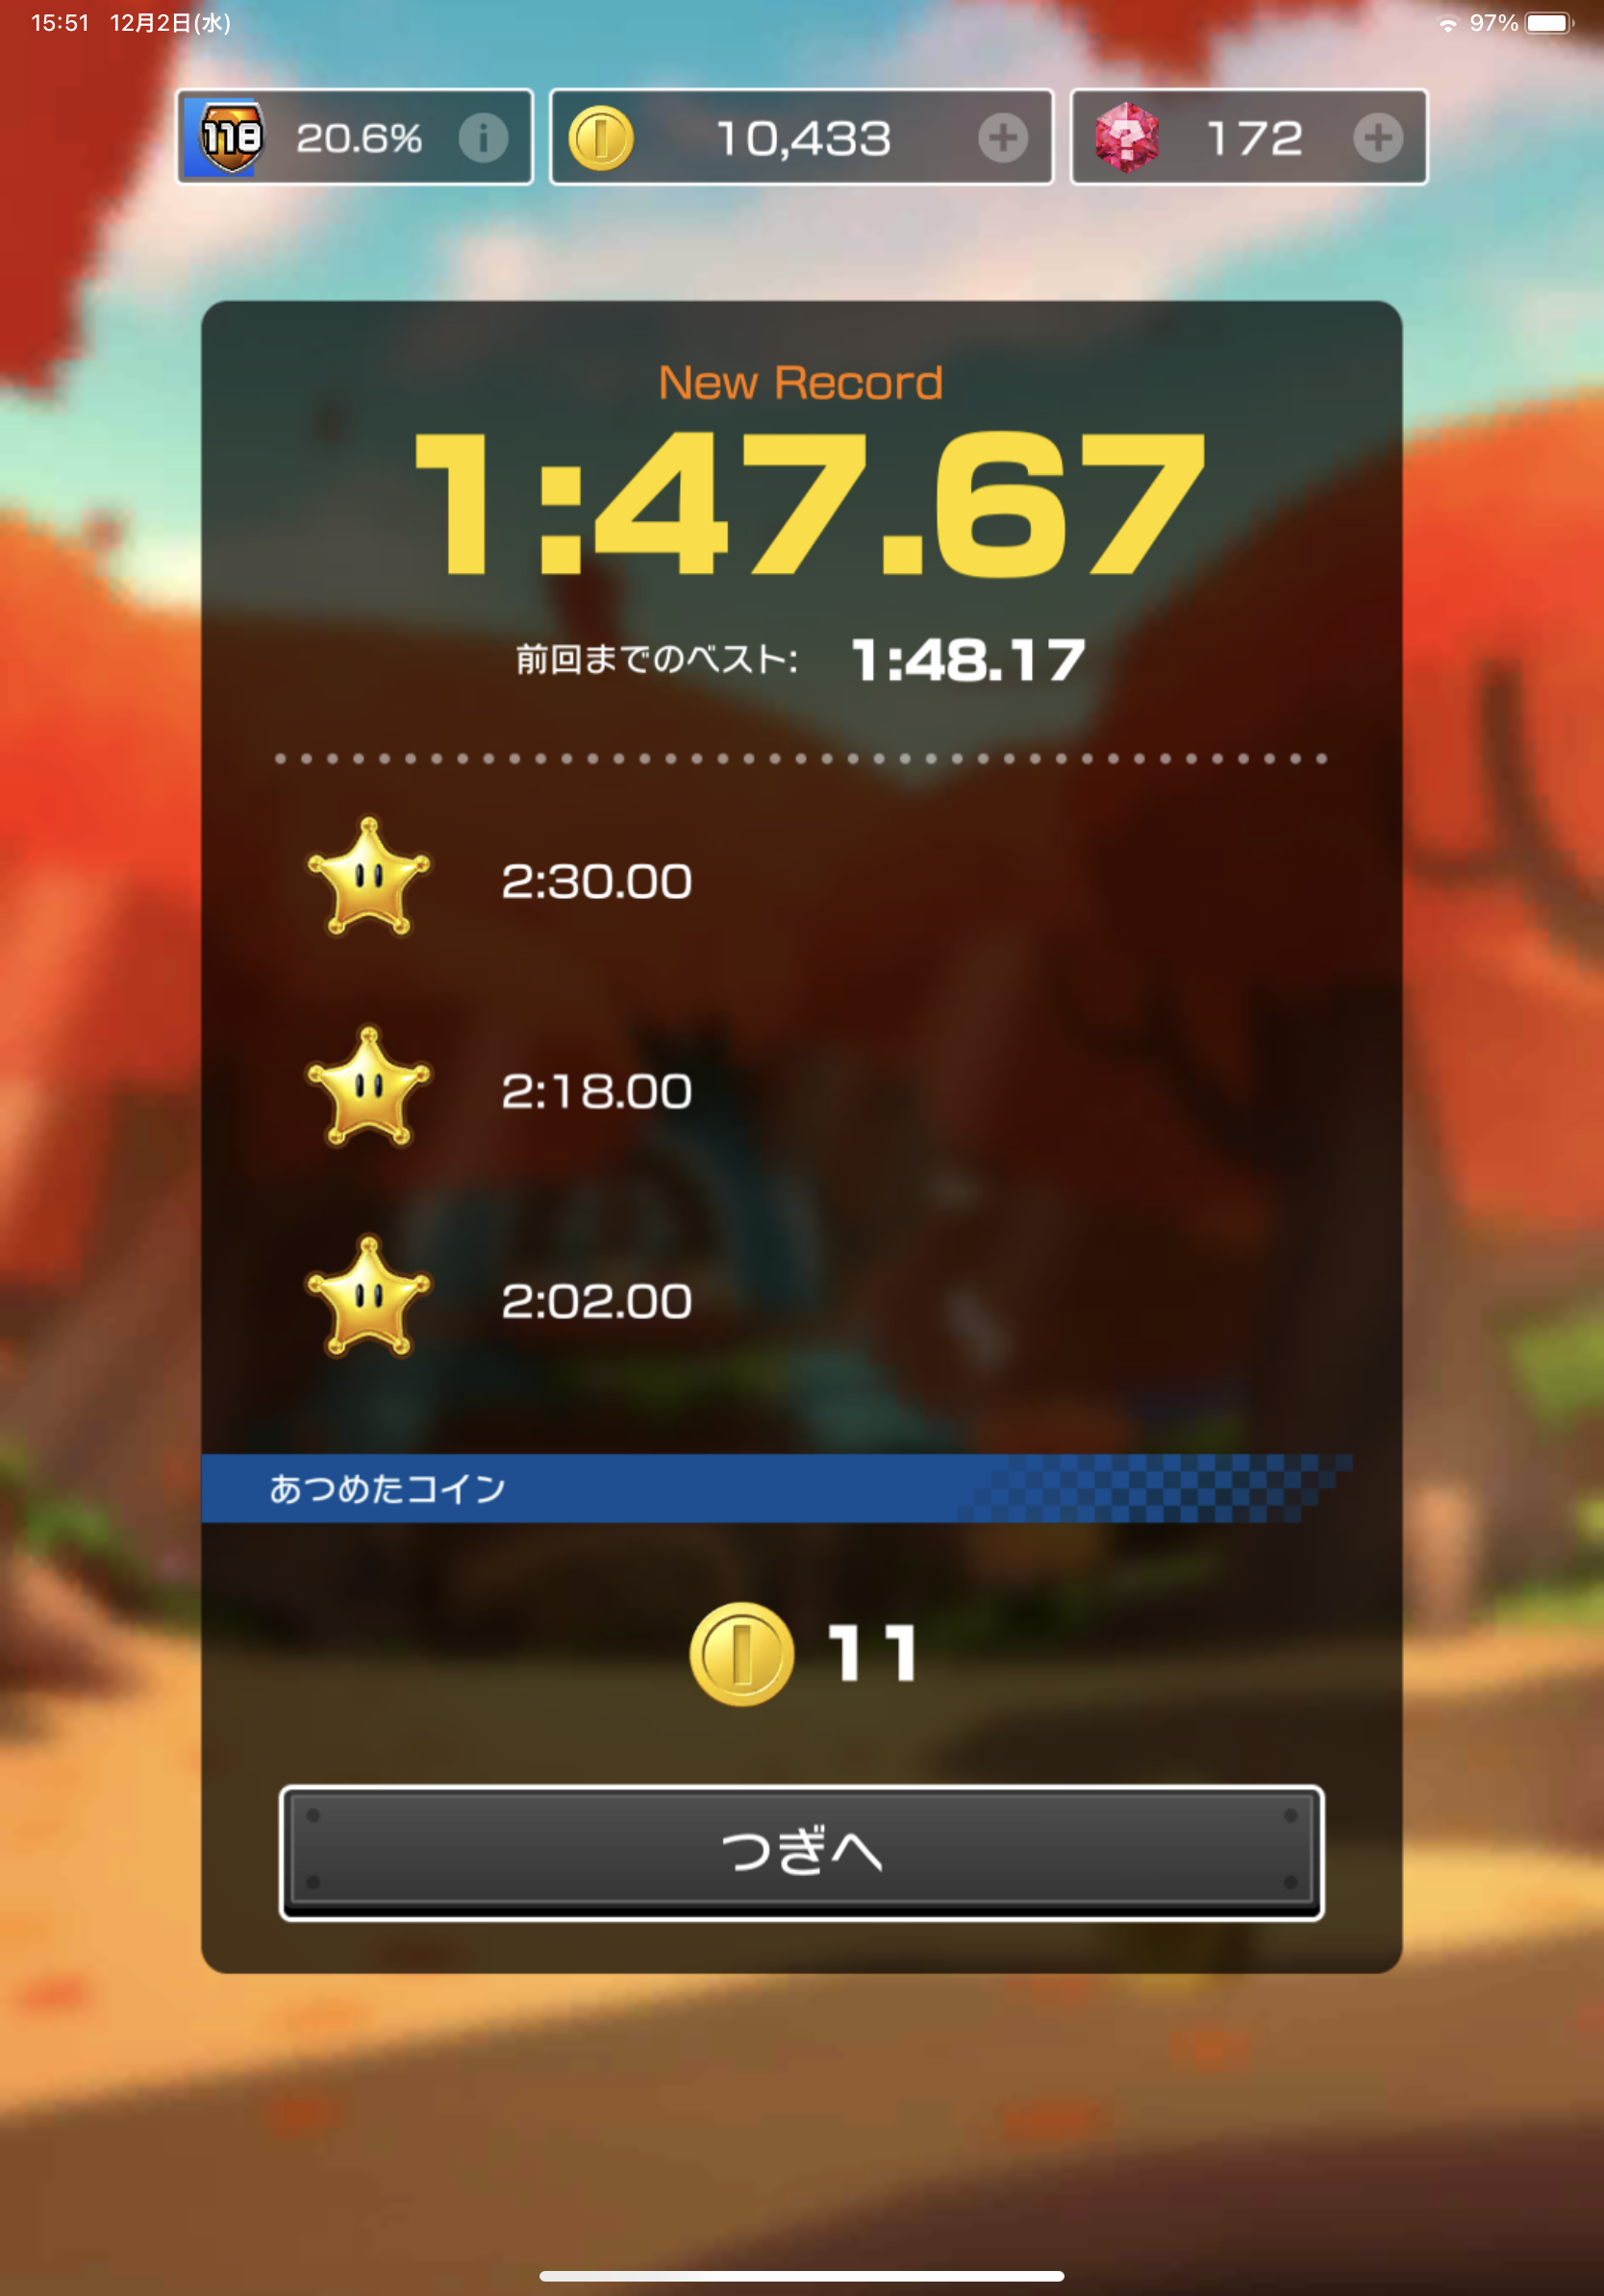 15:51 12月2日(水) 97%
118 20.6% i 10,433 + ? 172 +
New Record
1:47.67
前回までのベスト: 1:48.17
2:30.00
2:18.00
2:02.00
あつめたコイン
11
つぎへ